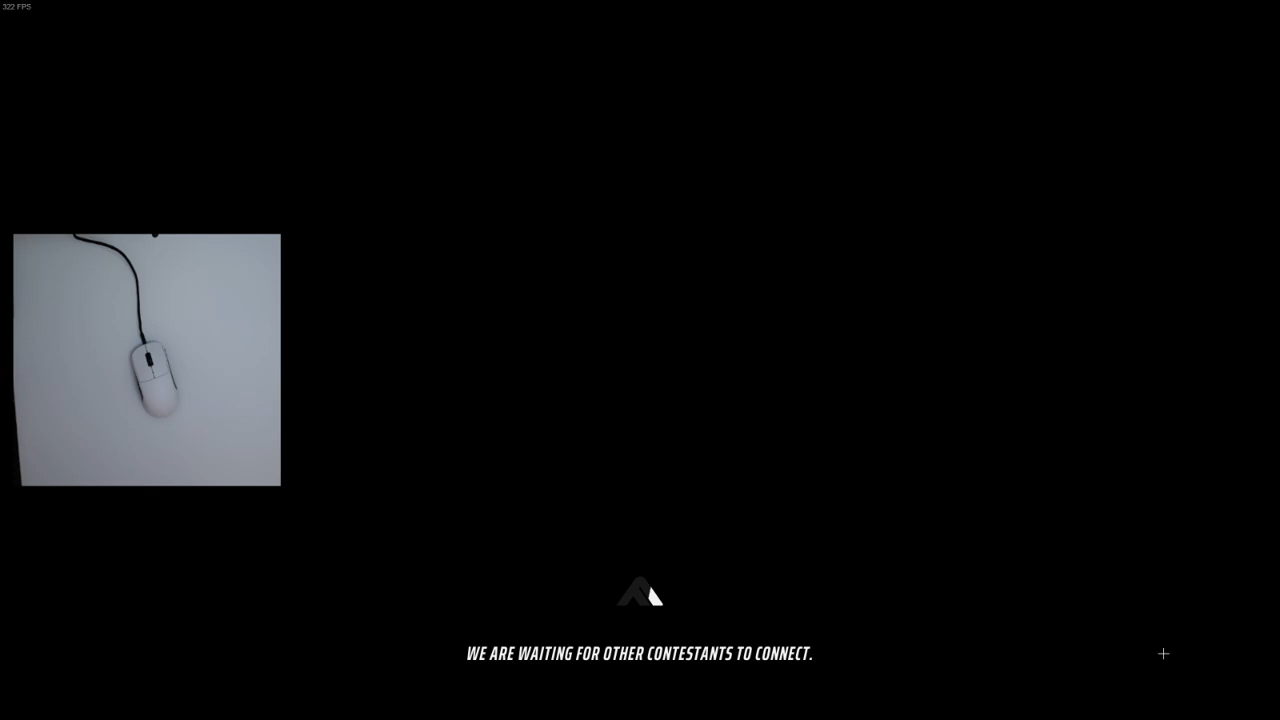 322 FPS
WE ARE WAITING FOR OTHER CONTESTANTS TO CONNECT.